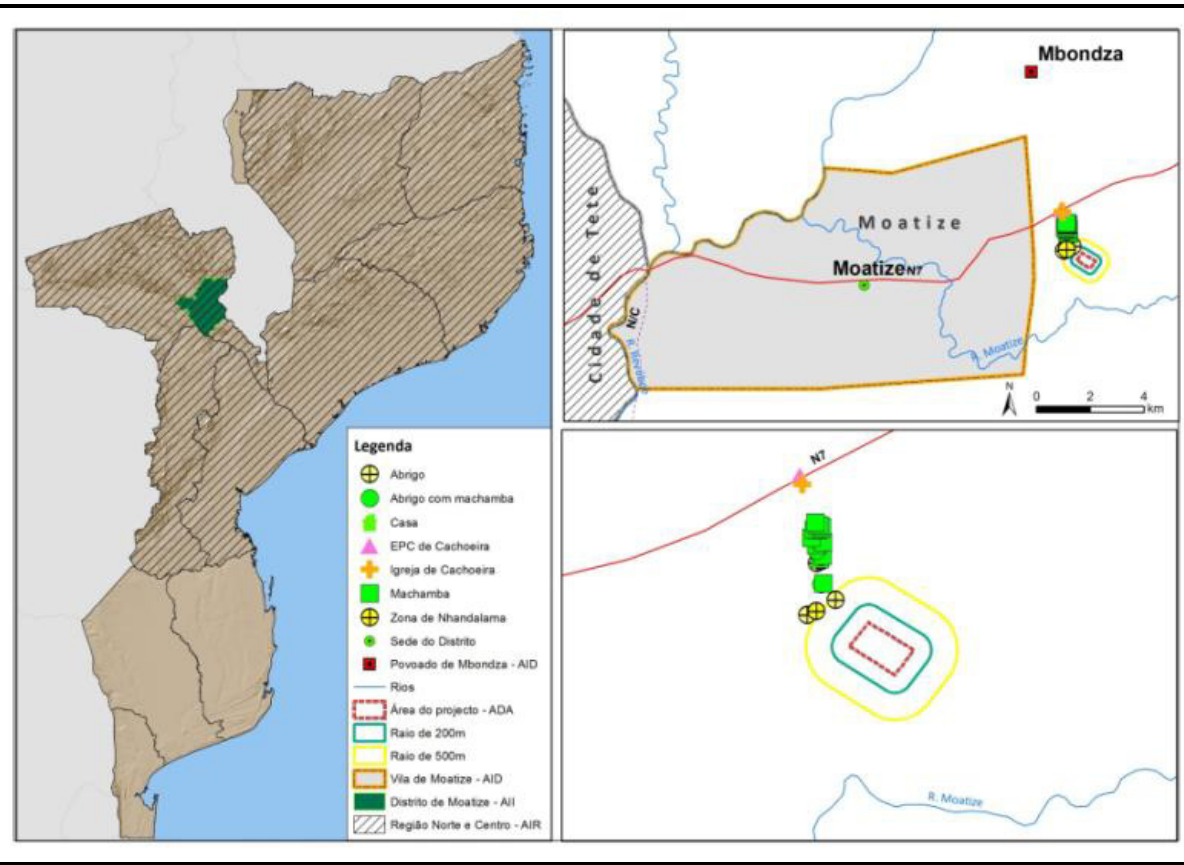 Legenda
Abrigo
Abrigo com machamba
Casa
EPC de Cachoeira
Igreja de Cachoeira
Machamba
Zona de Nhandalama
Sede do Distrito
Povoado de Mbondza - AID
Rios
Área do projecto - ADA
Raio de 200m
Raio de 500m
Vila de Moatize - AID
Distrito de Moatize - AII
Região Norte e Centro - AIR
Mbondza
Cidade de Tete
Moatize
Moatize N7
N/C
R. Moatize
N
0 2 4
km
N7
R. Moatize